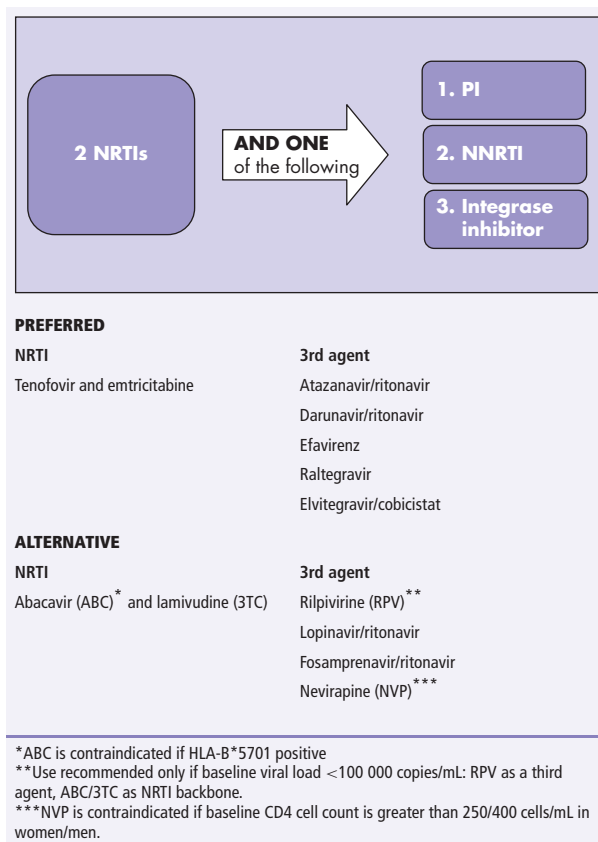 2 NRTIs
AND ONE
of the following
1. PI
2. NNRTI
3. Integrase
inhibitor
PREFERRED
NRTI
3rd agent
Tenofovir and emtricitabine
Atazanavir/ritonavir
Darunavir/ritonavir
Efavirenz
Raltegravir
Elvitegravir/cobicistat
ALTERNATIVE
NRTI
3rd agent
Abacavir (ABC)* and lamivudine (3TC)
Rilpivirine (RPV)**
Lopinavir/ritonavir
Fosamprenavir/ritonavir
Nevirapine (NVP)***
*ABC is contraindicated if HLA-B*5701 positive
**Use recommended only if baseline viral load <100 000 copies/mL: RPV as a third
agent, ABC/3TC as NRTI backbone.
***NVP is contraindicated if baseline CD4 cell count is greater than 250/400 cells/mL in
women/men.